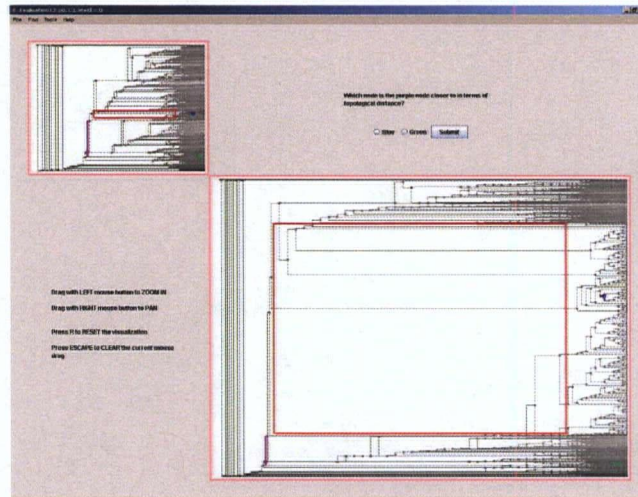 File
Help
Which node is the purple node closer to in terms of
topological distance?
Blue Green Submit
Drag with LEFT mouse button to ZOOM IN
Drag with RIGHT mouse button to PAN
Press R to RESET the visualization
Press ESCAPE to CLEAR the current mouse
drag